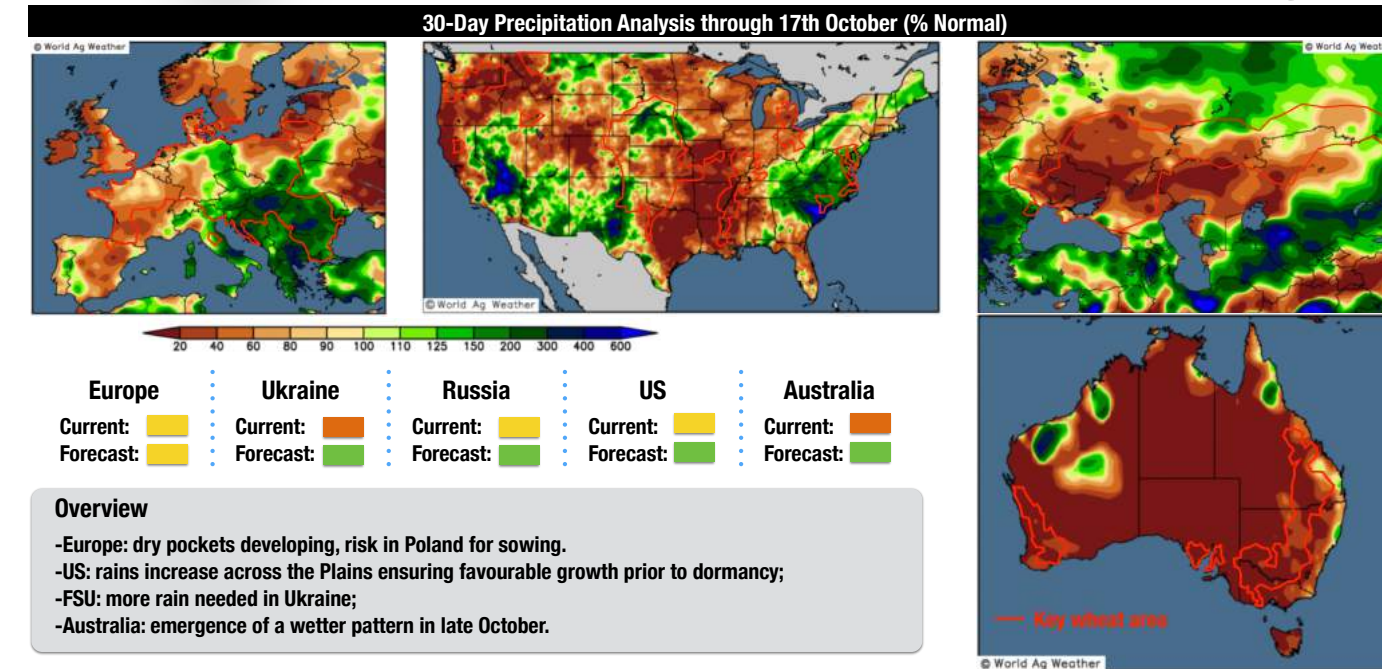 30-Day Precipitation Analysis through 17th October (% Normal)
© World Ag Weather
© World Ag Weather
© World Ag Weat
20 40 60 80 90 100 110 125 150 200 300 400 600
Europe
Current:
Forecast:
Ukraine
Current:
Forecast:
Russia
Current:
Forecast:
US
Current:
Forecast:
Australia
Current:
Forecast:
Overview
-Europe: dry pockets developing, risk in Poland for sowing.
-US: rains increase across the Plains ensuring favourable growth prior to dormancy;
-FSU: more rain needed in Ukraine;
-Australia: emergence of a wetter pattern in late October.
Key wheat area
© World Ag Weather